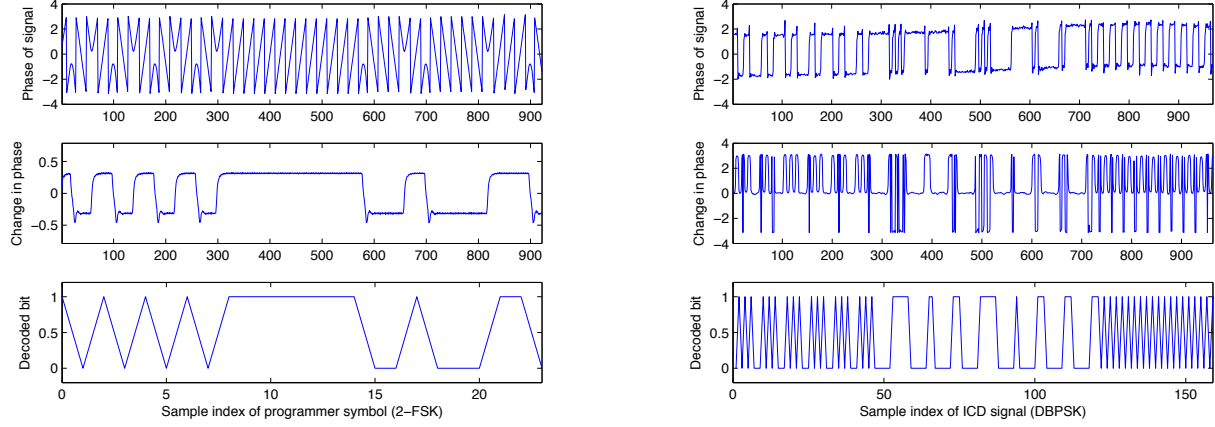 4
2
0
−2
−4
Phase of signal
100 200 300 400 500 600 700 800 900
0.5
0
−0.5
Change in phase
100 200 300 400 500 600 700 800 900
1
0.5
0
Decoded bit
0 5 10 15 20
Sample index of programmer symbol (2−FSK)
4
2
0
−2
−4
Phase of signal
0 100 200 300 400 500 600 700 800 900
4
2
0
−2
−4
Change in phase
0 100 200 300 400 500 600 700 800 900
1
0.5
0
Decoded bit
0 50 100 150
Sample index of ICD signal (DBPSK)